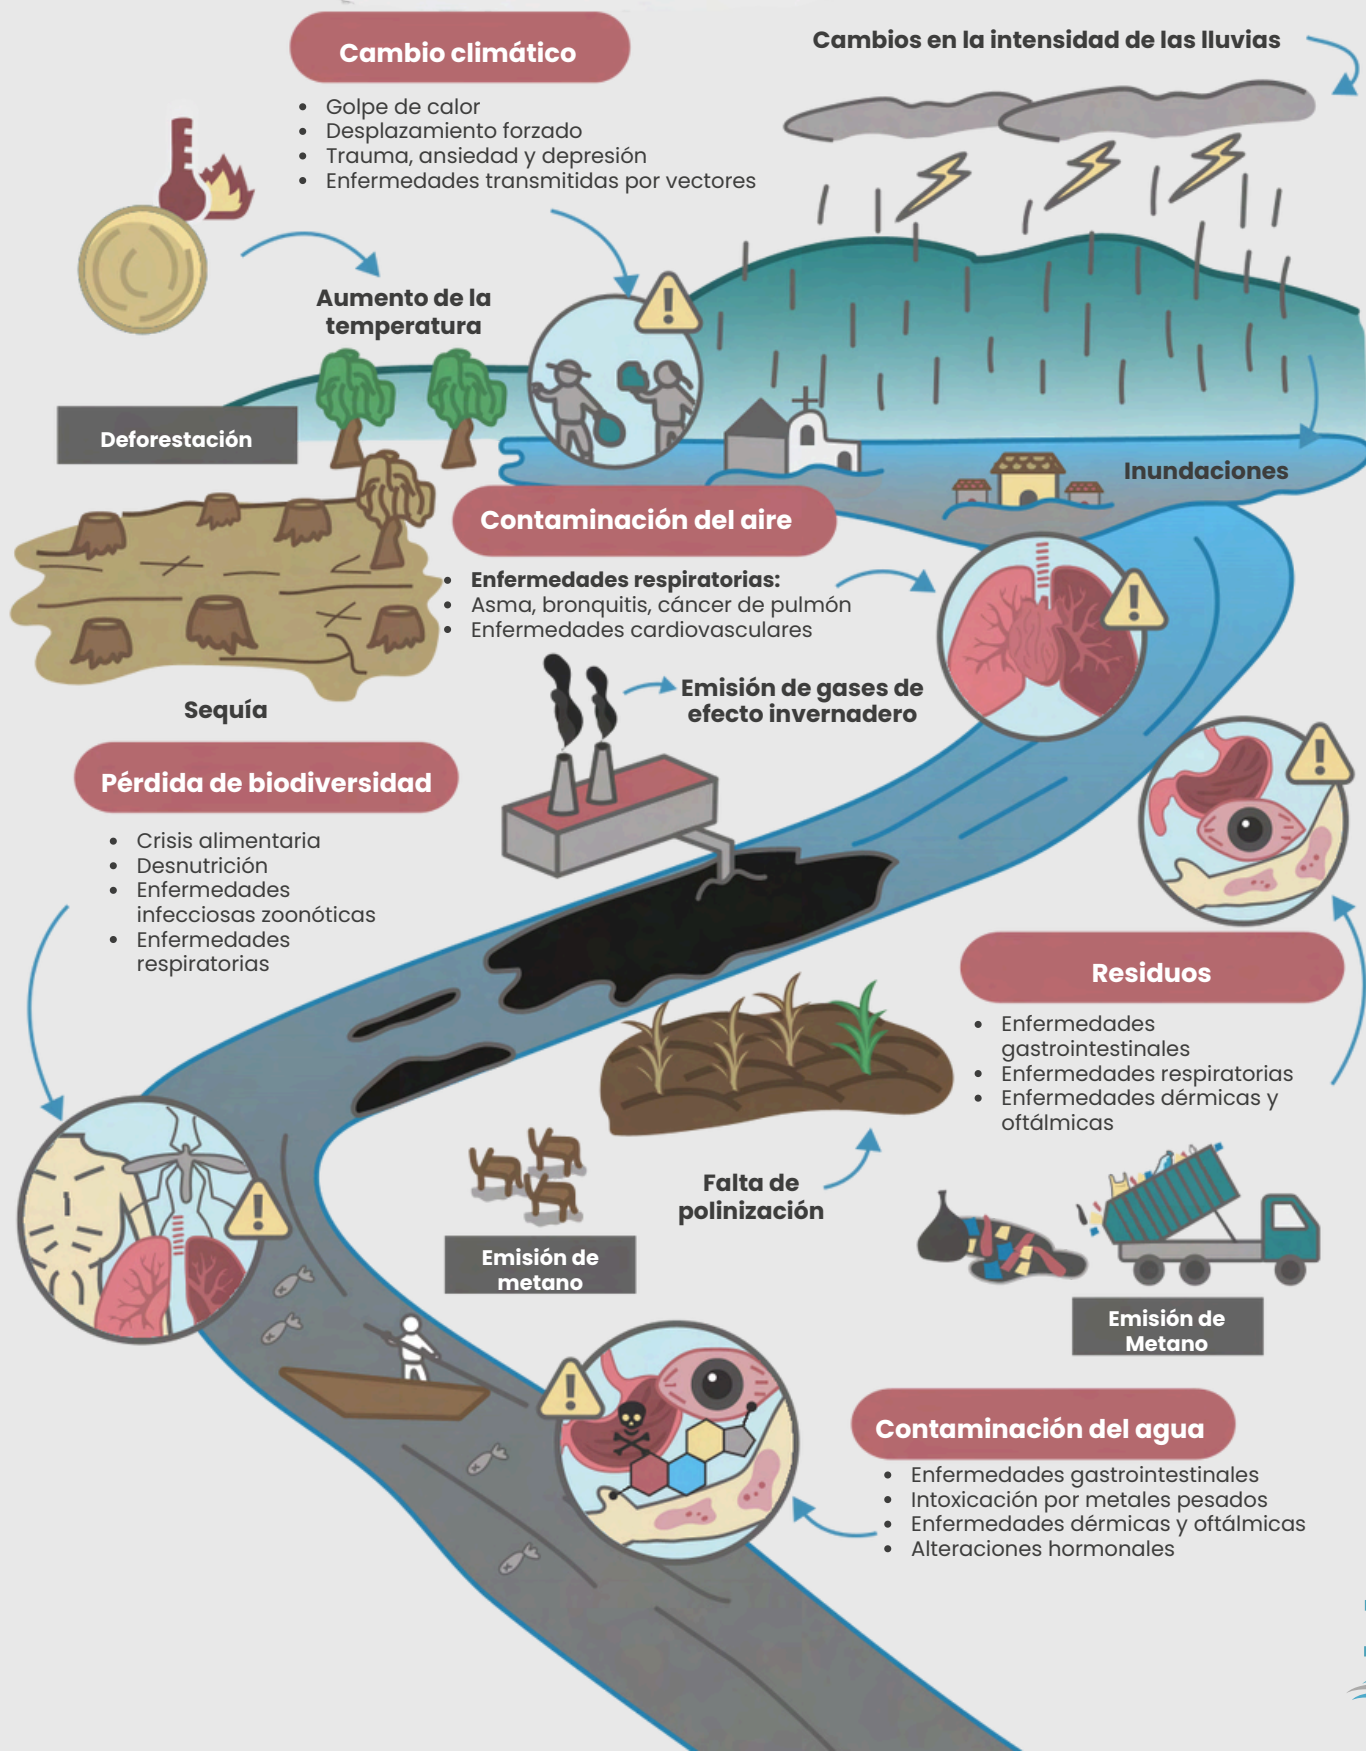 Cambio climático
• Golpe de calor
• Desplazamiento forzado
• Trauma, ansiedad y depresión
• Enfermedades transmitidas por vectores
Cambios en la intensidad de las lluvias
Aumento de la
temperatura
Deforestación
Inundaciones
Contaminación del aire
• Enfermedades respiratorias:
• Asma, bronquitis, cáncer de pulmón
• Enfermedades cardiovasculares
Sequía
Emisión de gases de
efecto invernadero
Pérdida de biodiversidad
• Crisis alimentaria
• Desnutrición
• Enfermedades
infecciosas zoonóticas
• Enfermedades
respiratorias
Residuos
• Enfermedades
gastrointestinales
• Enfermedades respiratorias
• Enfermedades dérmicas y
oftálmicas
Falta de
polinización
Emisión de
metano
Emisión de
Metano
Contaminación del agua
• Enfermedades gastrointestinales
• Intoxicación por metales pesados
• Enfermedades dérmicas y oftálmicas
• Alteraciones hormonales